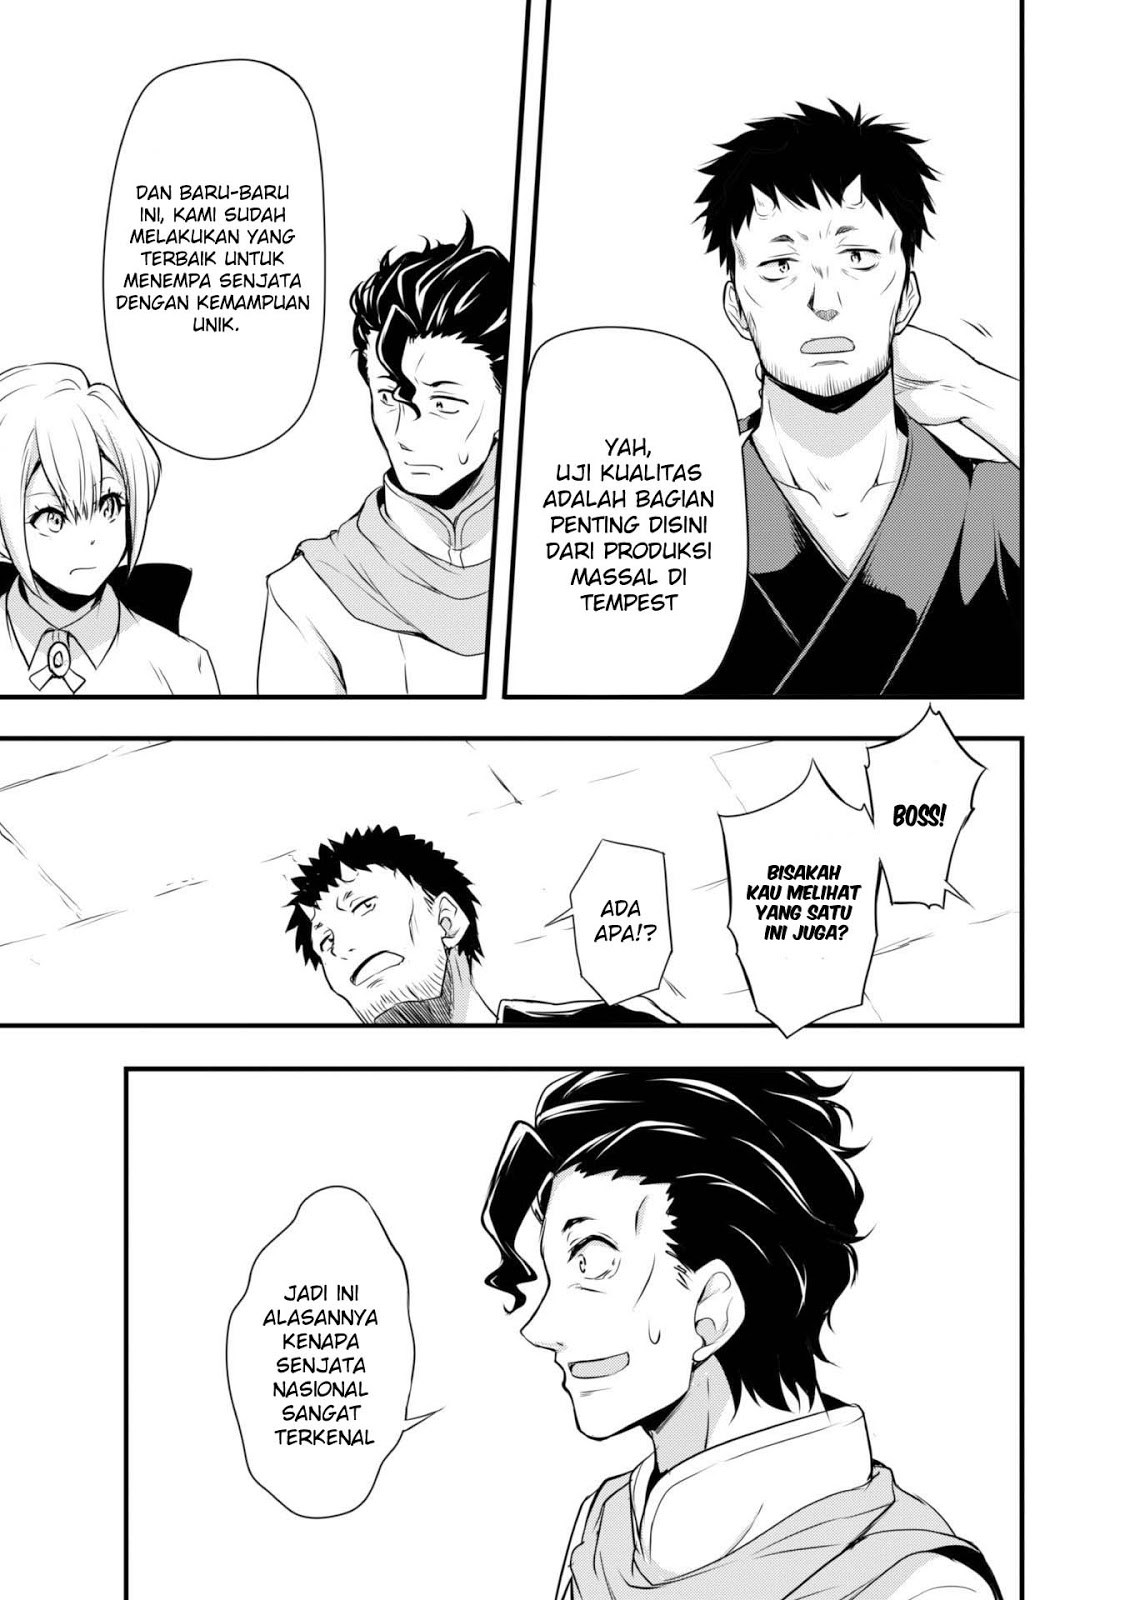 YAH,
UJI KUALITAS
ADALAH BAGIAN
PENTING DISINI
DARI PRODUKSI
MASSAL DI
TEMPEST
DAN BARU-BARU
INI, KAMI SUDAH
MELAKUKAN YANG
TERBAIK UNTUK
MENEMPA SENJATA
DENGAN KEMAMPUAN
UNIK.
BOSS!
BISAKAH
KAU MELIHAT
YANG SATU
INI JUGA?
ADA
APA!?
JADI INI
ALASANNYA
KENAPA
SENJATA
NASIONAL
SANGAT
TERKENAL